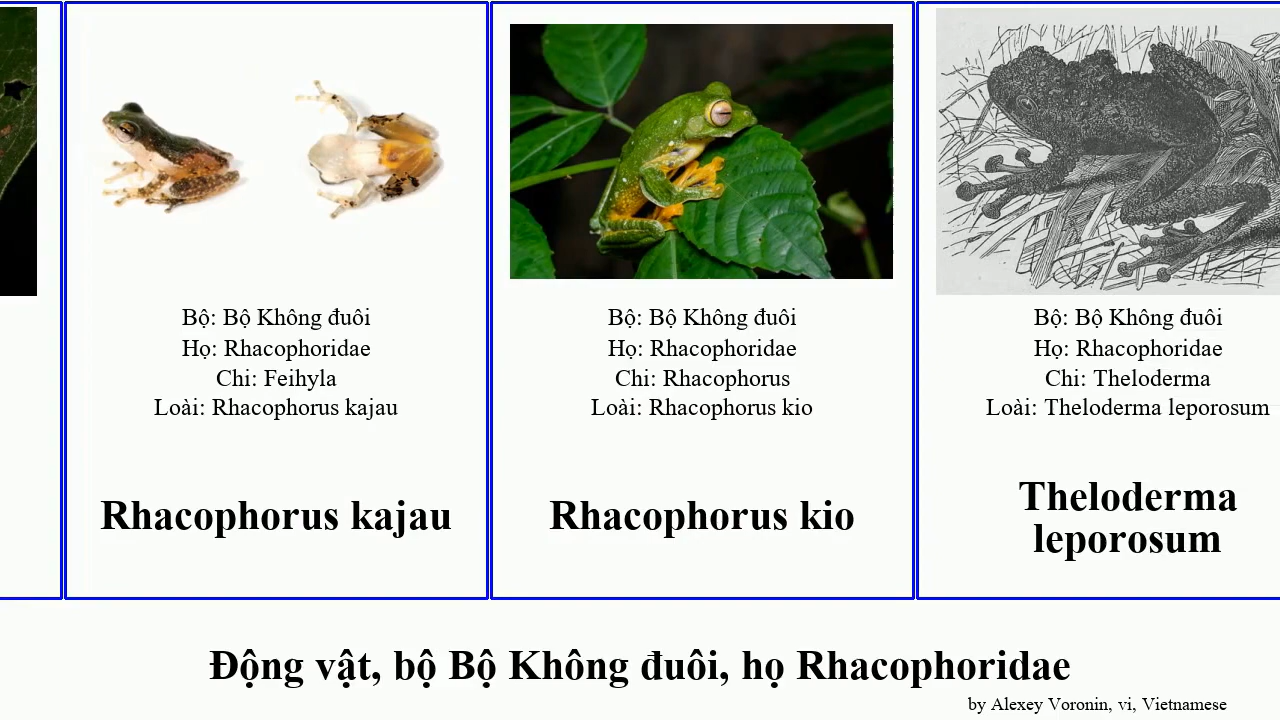 Bộ: Bộ Không đuôi
Họ: Rhacophoridae
Chi: Feihyla
Loài: Rhacophorus kajau
Rhacophorus kajau
Bộ: Bộ Không đuôi
Họ: Rhacophoridae
Chi: Rhacophorus
Loài: Rhacophorus kio
Rhacophorus kio
Bộ: Bộ Không đuôi
Họ: Rhacophoridae
Chi: Theloderma
Loài: Theloderma leporosum
Theloderma
leporosum
Động vật, bộ Bộ Không đuôi, họ Rhacophoridae
by Alexey Voronin, vi, Vietnamese